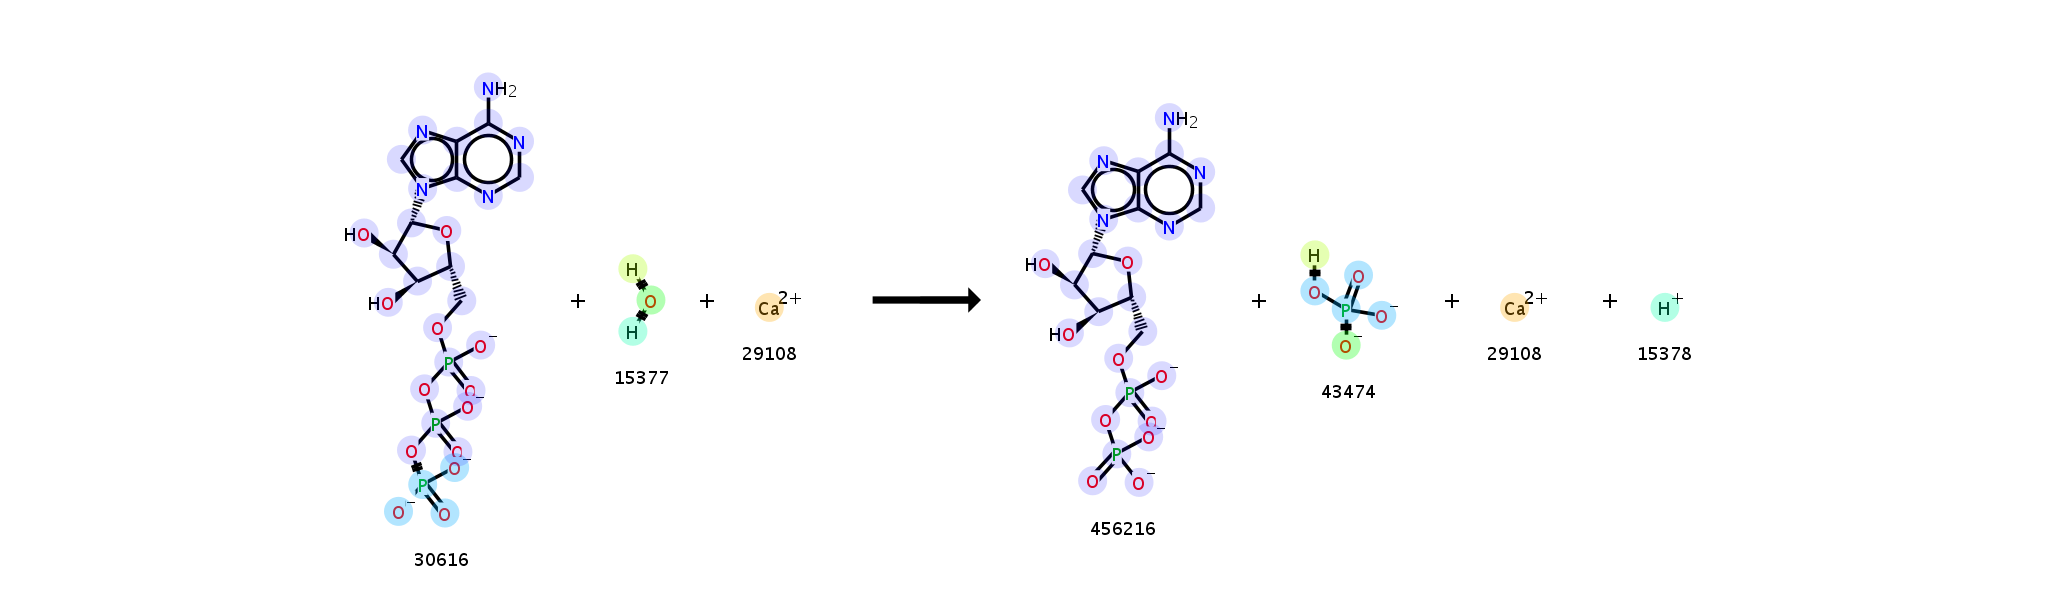 NH2
N
N
N
N
HO
O
HO
O
O−
P
O
O
O−
P
O
O
O−
P
O−
O
30616
+
H
O
H
15377
+
Ca2+
29108
NH2
N
N
N
N
HO
O
HO
O
O−
P
O
O
O−
P
O
O−
456216
+
H
O
O
P
O−
O−
43474
+
Ca2+
29108
+
H+
15378